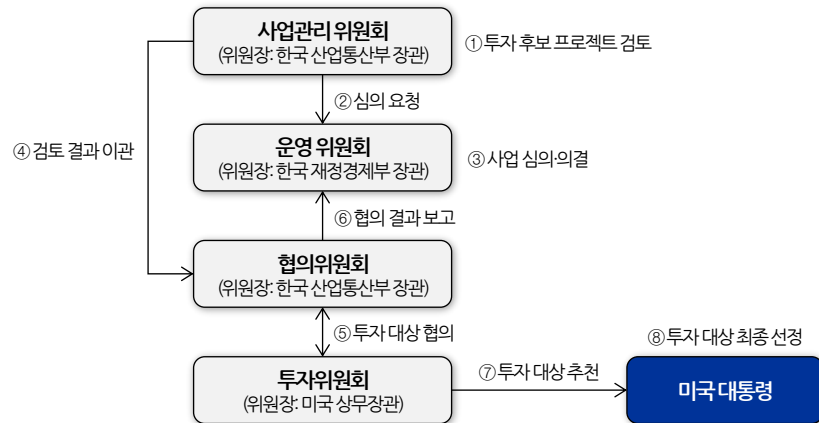 사업관리 위원회
(위원장: 한국 산업통산부 장관)
① 투자 후보 프로젝트 검토
② 심의 요청
④ 검토 결과 이관
운영 위원회
(위원장: 한국 재정경제부 장관)
③ 사업 심의·의결
⑥ 협의 결과 보고
협의위원회
(위원장: 한국 산업통산부 장관)
⑤ 투자 대상 협의
⑧ 투자 대상 최종 선정
투자위원회
(위원장: 미국 상무장관)
⑦ 투자 대상 추천
미국 대통령